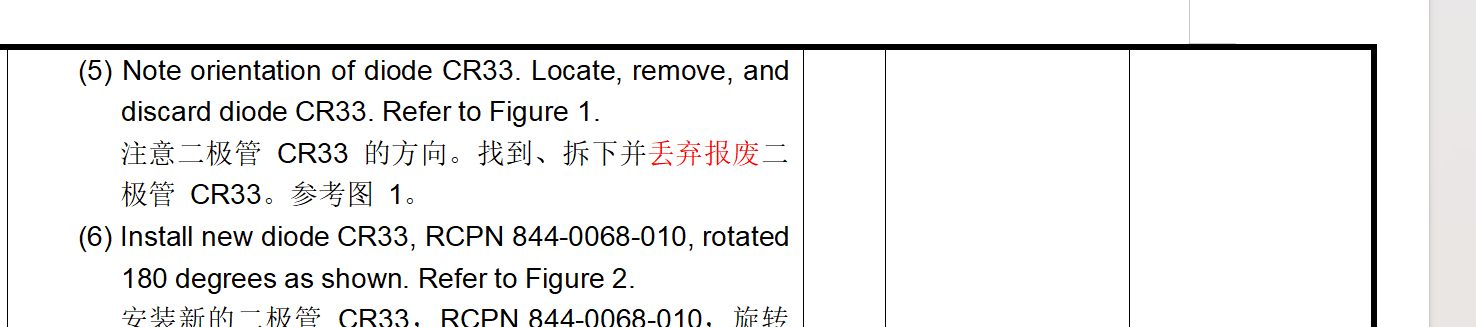 (5) Note orientation of diode CR33. Locate, remove, and
discard diode CR33. Refer to Figure 1.
注意二极管 CR33 的方向。找到、拆下并丢弃报废二
极管 CR33。参考图 1。
(6) Install new diode CR33, RCPN 844-0068-010, rotated
180 degrees as shown. Refer to Figure 2.
安装新的二极管 CR33，RCPN 844-0068-010，旋转